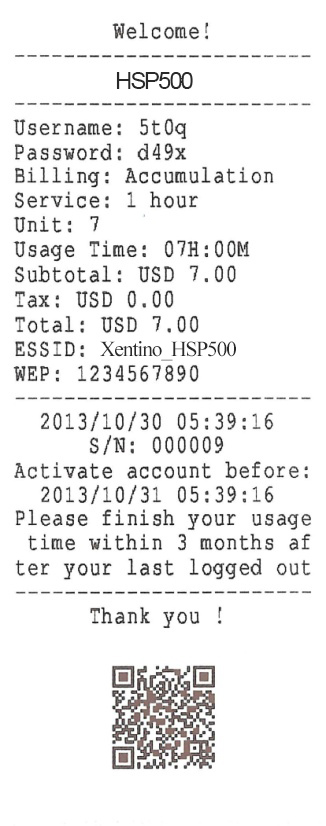 Welcome!
------------------------
HSP500
------------------------
Username: 5t0q
Password: d49x
Billing: Accumulation
Service: 1 hour
Unit: 7
Usage Time: 07H:00M
Subtotal: USD 7.00
Tax: USD 0.00
Total: USD 7.00
ESSID: Xentino_HSP500
WEP: 1234567890
------------------------
2013/10/30 05:39:16
S/N: 000009
Activate account before:
2013/10/31 05:39:16
Please finish your usage
time within 3 months af
ter your last logged out
------------------------
Thank you !